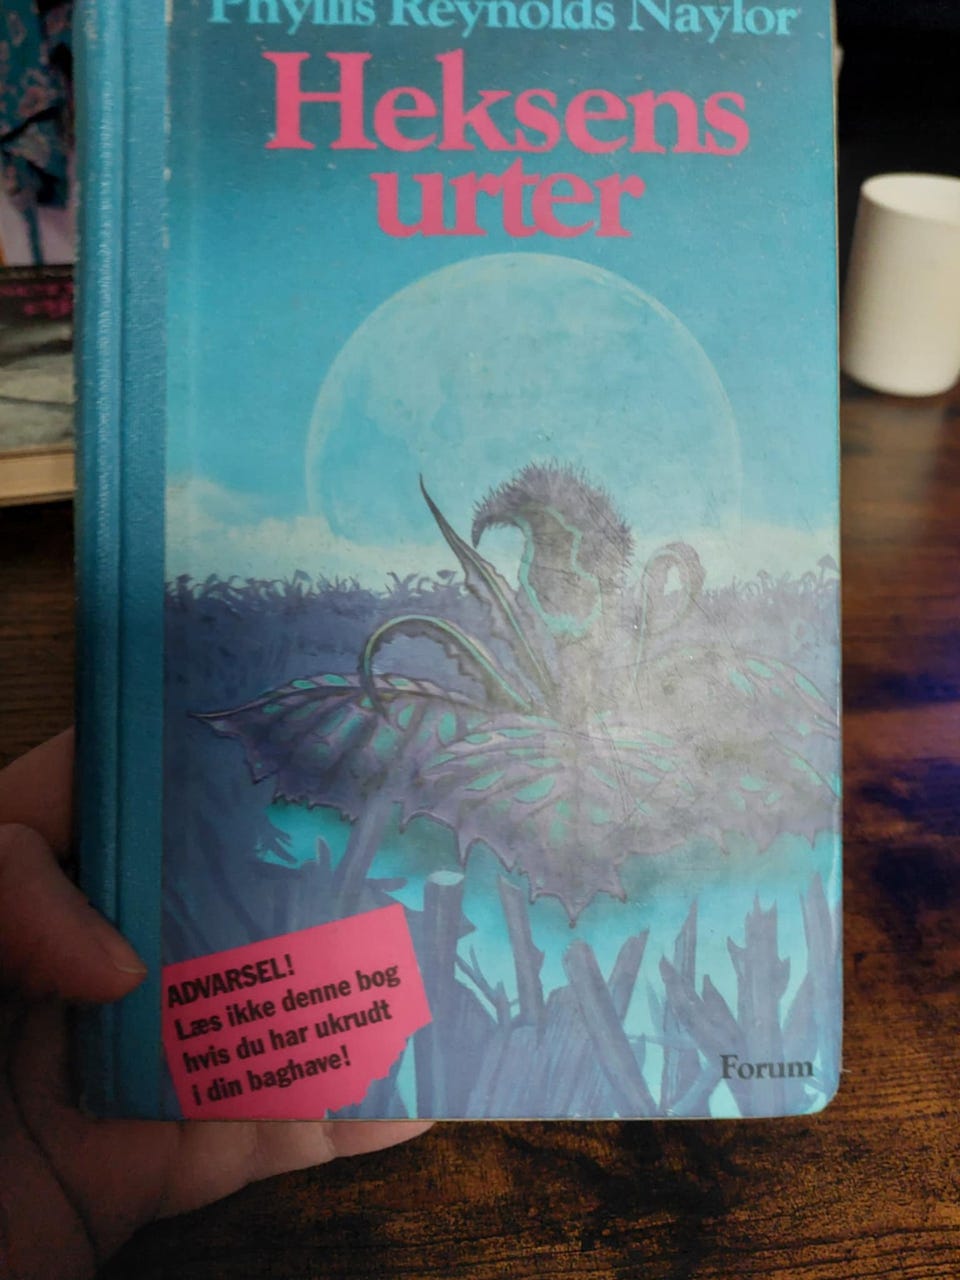 Phyllis Reynolds Naylor
Heksens
urter
ADVARSEL!
Læs ikke denne bog
hvis du har ukrudt
i din baghave!
Forum